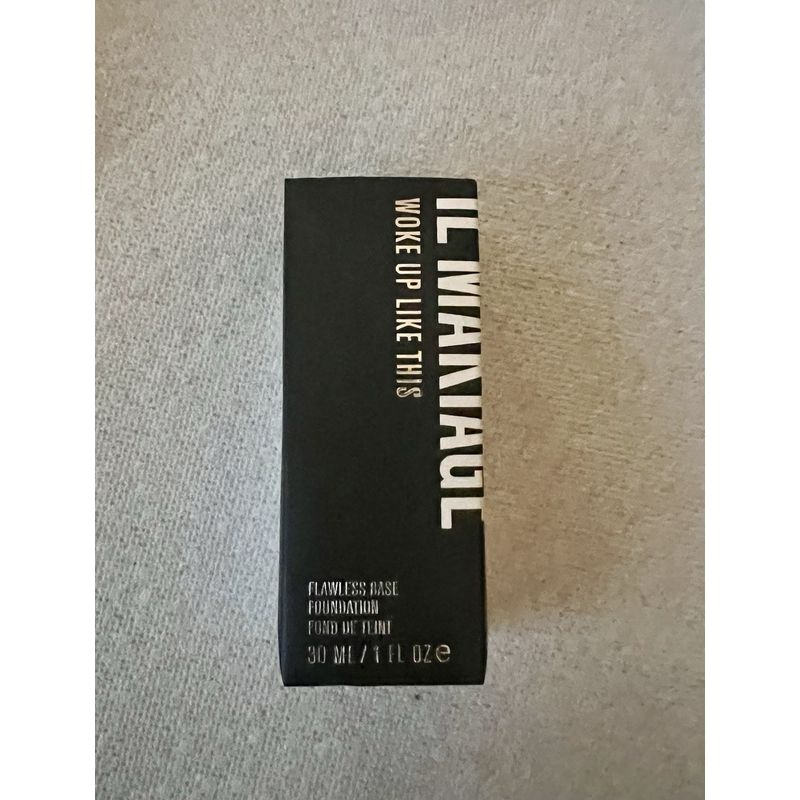 IL MAKIAGE
WOKE UP LIKE THIS
FLAWLESS BASE
FOUNDATION
FOND DE TEINT
30 ML / 1 FL OZ e